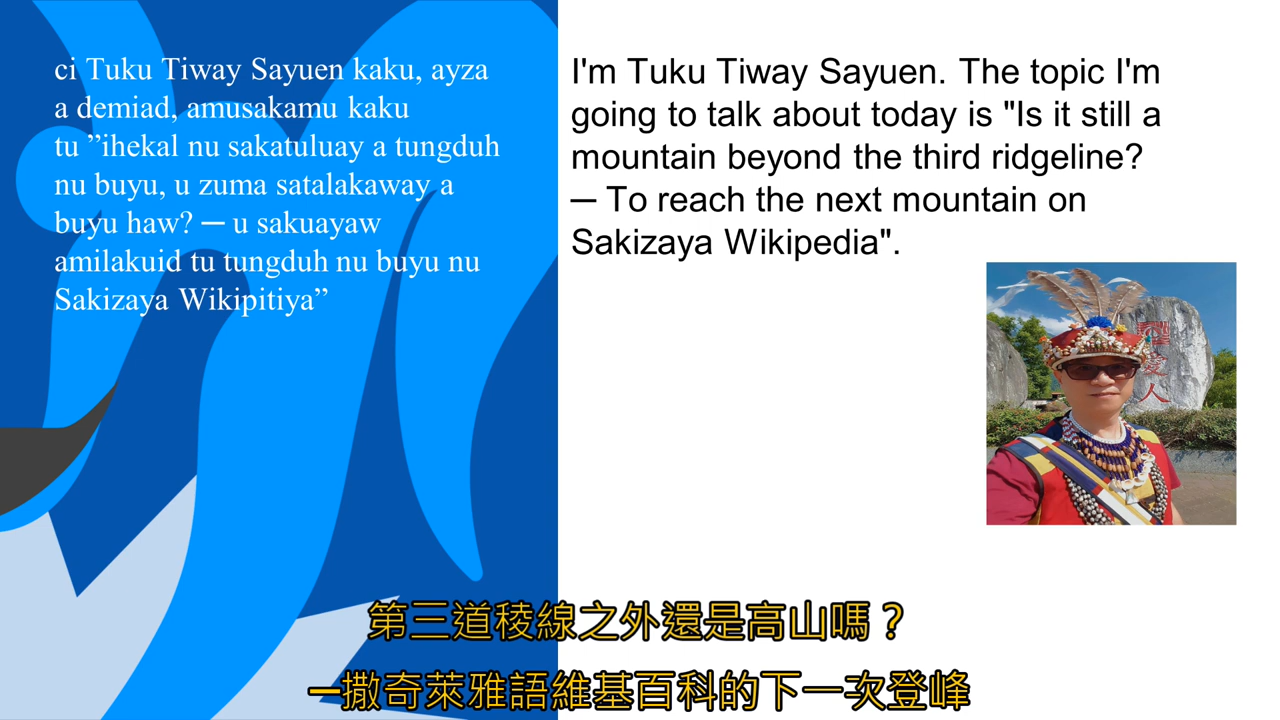 ci Tuku Tiway Sayuen kaku, ayza
a demiad, amusakamu kaku
tu ”ihekal nu sakatuluay a tungduh
nu buyu, u zuma satalakaway a
buyu haw? ─ u sakuayaw
amilakuid tu tungduh nu buyu nu
Sakizaya Wikipitiya”
I'm Tuku Tiway Sayuen. The topic I'm
going to talk about today is "Is it still a
mountain beyond the third ridgeline?
─ To reach the next mountain on
Sakizaya Wikipedia".
愛
人
第三道稜線之外還是高山嗎？
─撒奇萊雅語維基百科的下一次登峰